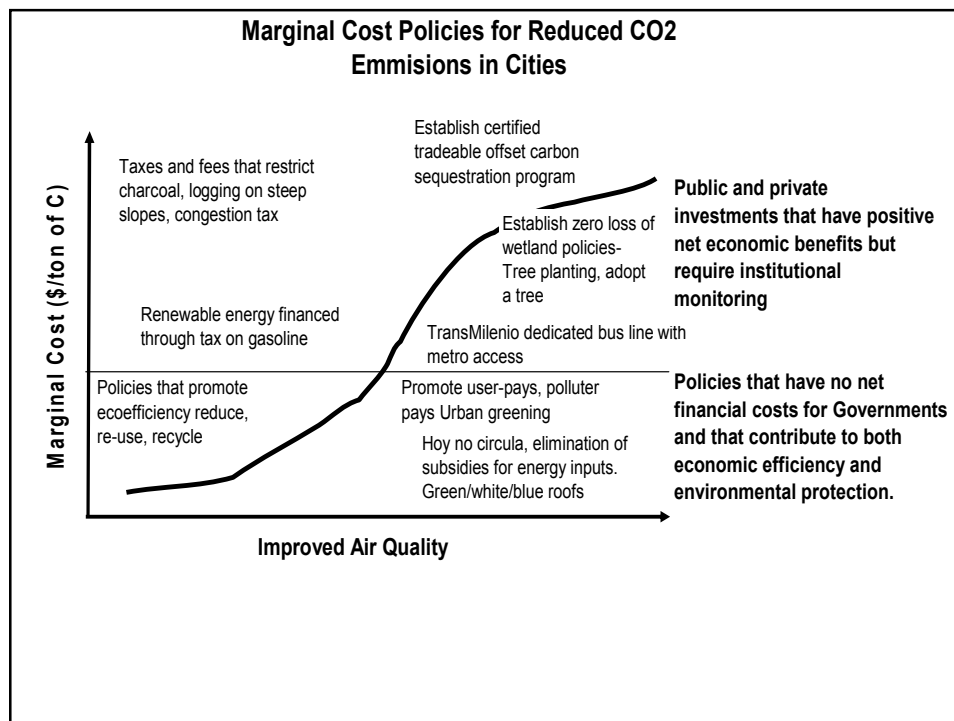 Marginal Cost Policies for Reduced CO2
Emmisions in Cities
Marginal Cost ($/ton of C)
Taxes and fees that restrict
charcoal, logging on steep
slopes, congestion tax
Establish certified
tradeable offset carbon
sequestration program
Public and private
investments that have positive
net economic benefits but
require institutional
monitoring
Establish zero loss of
wetland policies-
Tree planting, adopt
a tree
Renewable energy financed
through tax on gasoline
TransMilenio dedicated bus line with
metro access
Policies that promote
ecoefficiency reduce,
re-use, recycle
Promote user-pays, polluter
pays Urban greening
Hoy no circula, elimination of
subsidies for energy inputs.
Green/white/blue roofs
Policies that have no net
financial costs for Governments
and that contribute to both
economic efficiency and
environmental protection.
Improved Air Quality